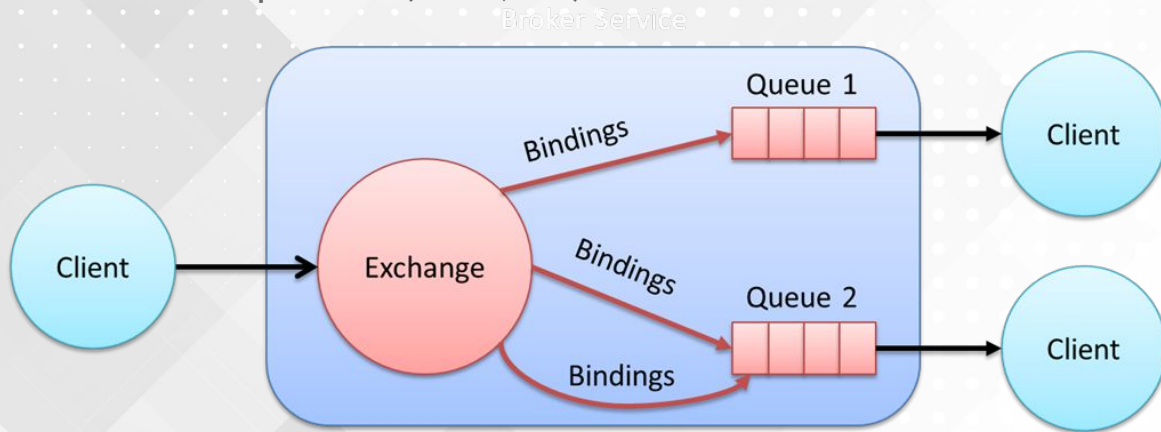 Broker Service
Queue 1
Bindings
Client
Client
Exchange
Bindings
Queue 2
Client
Bindings